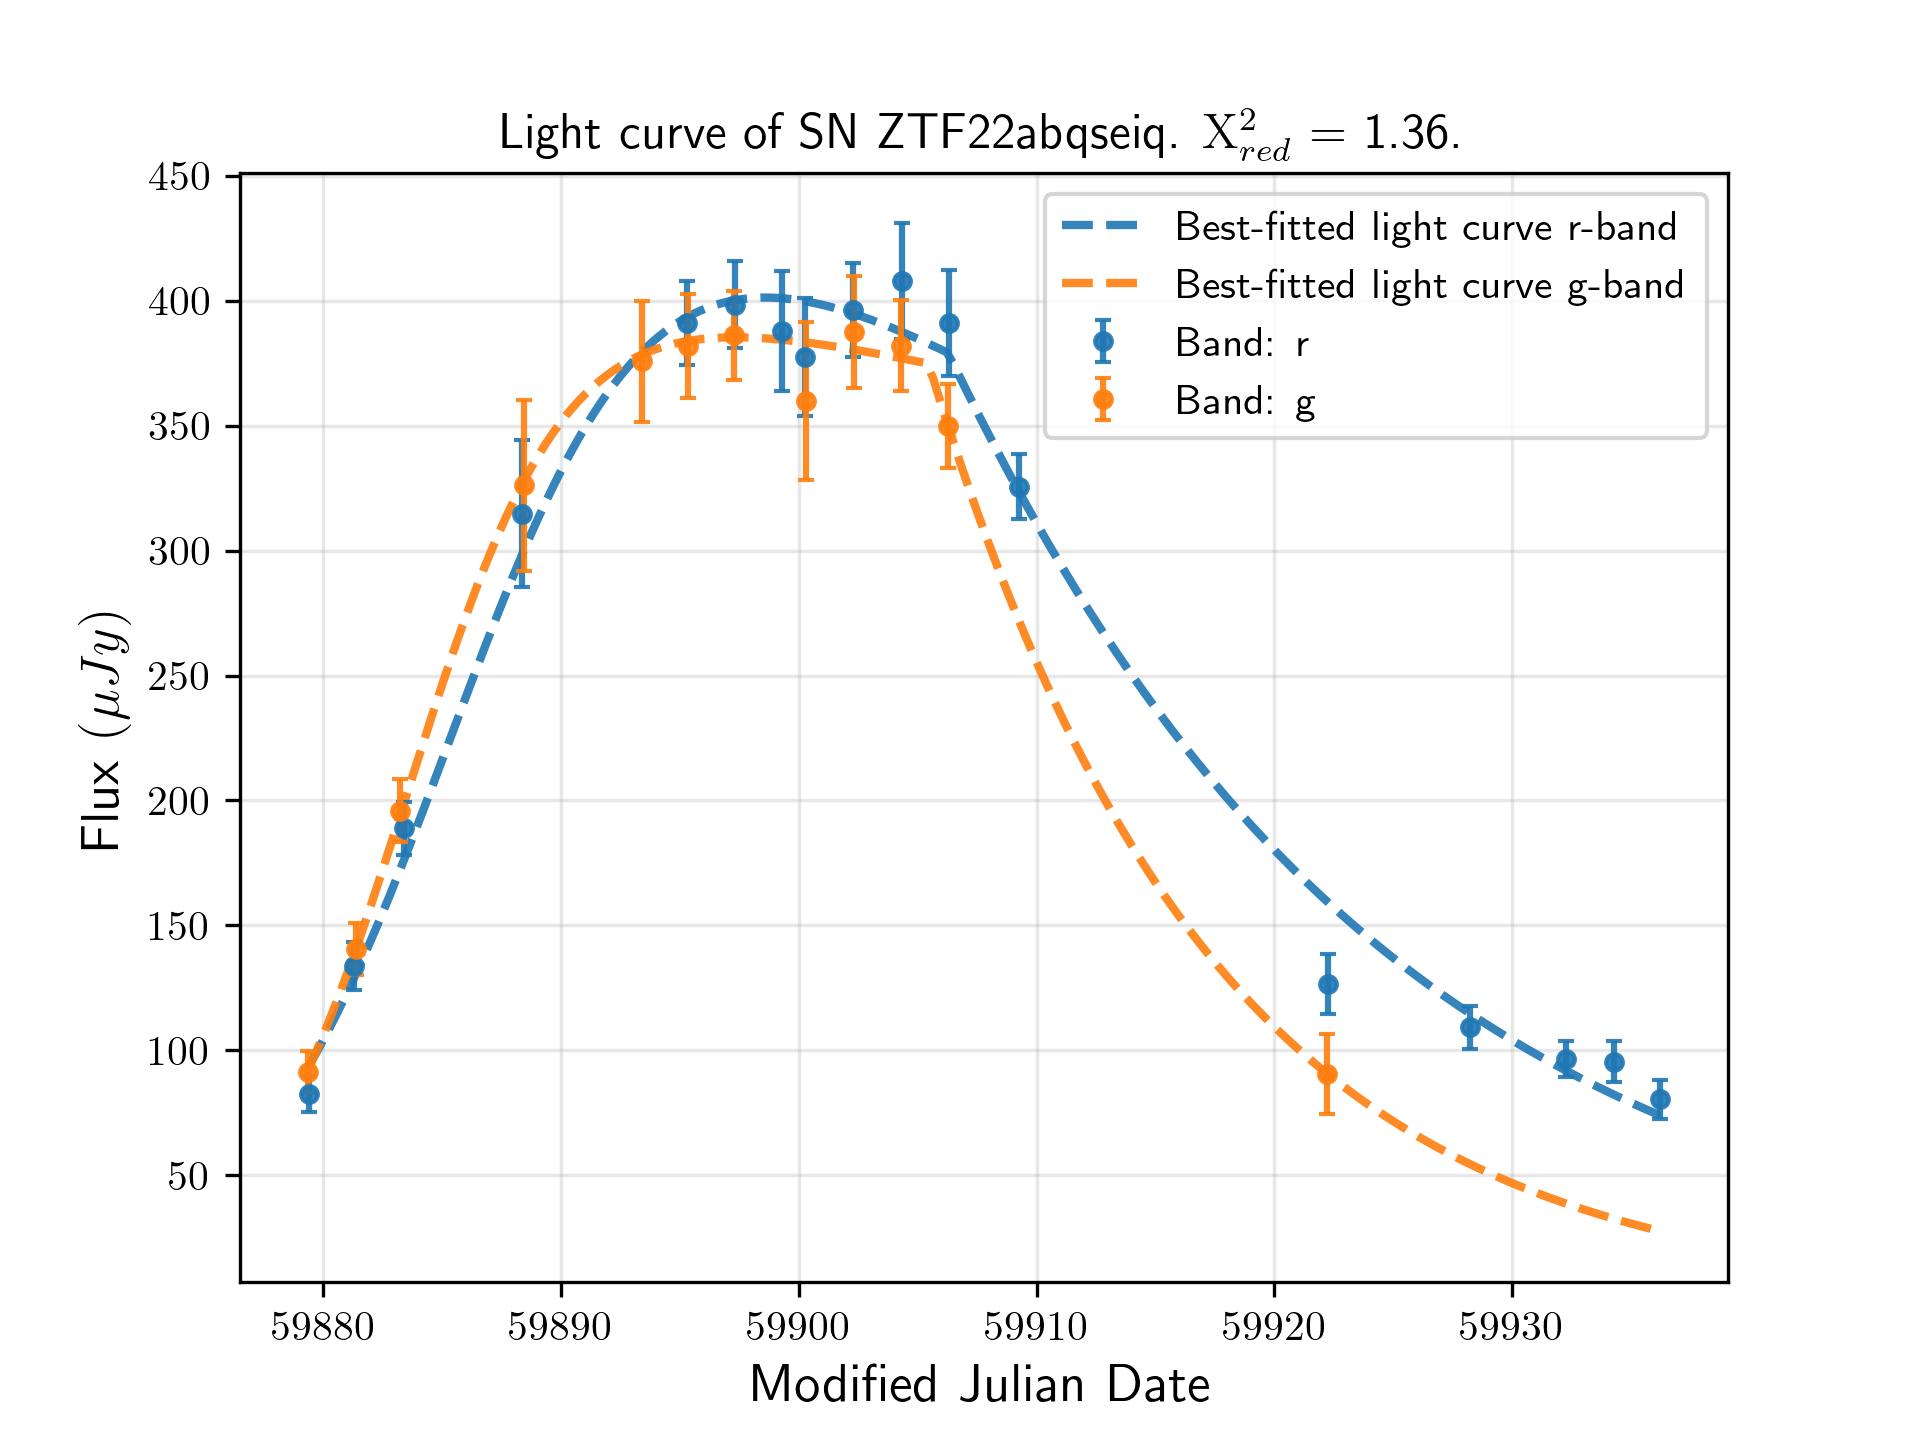 Light curve of SN ZTF22abqseiq. X²_red = 1.36.
450
400
350
300
250
200
150
100
50
Flux (μJy)
Best-fitted light curve r-band
Best-fitted light curve g-band
Band: r
Band: g
59880 59890 59900 59910 59920 59930
Modified Julian Date